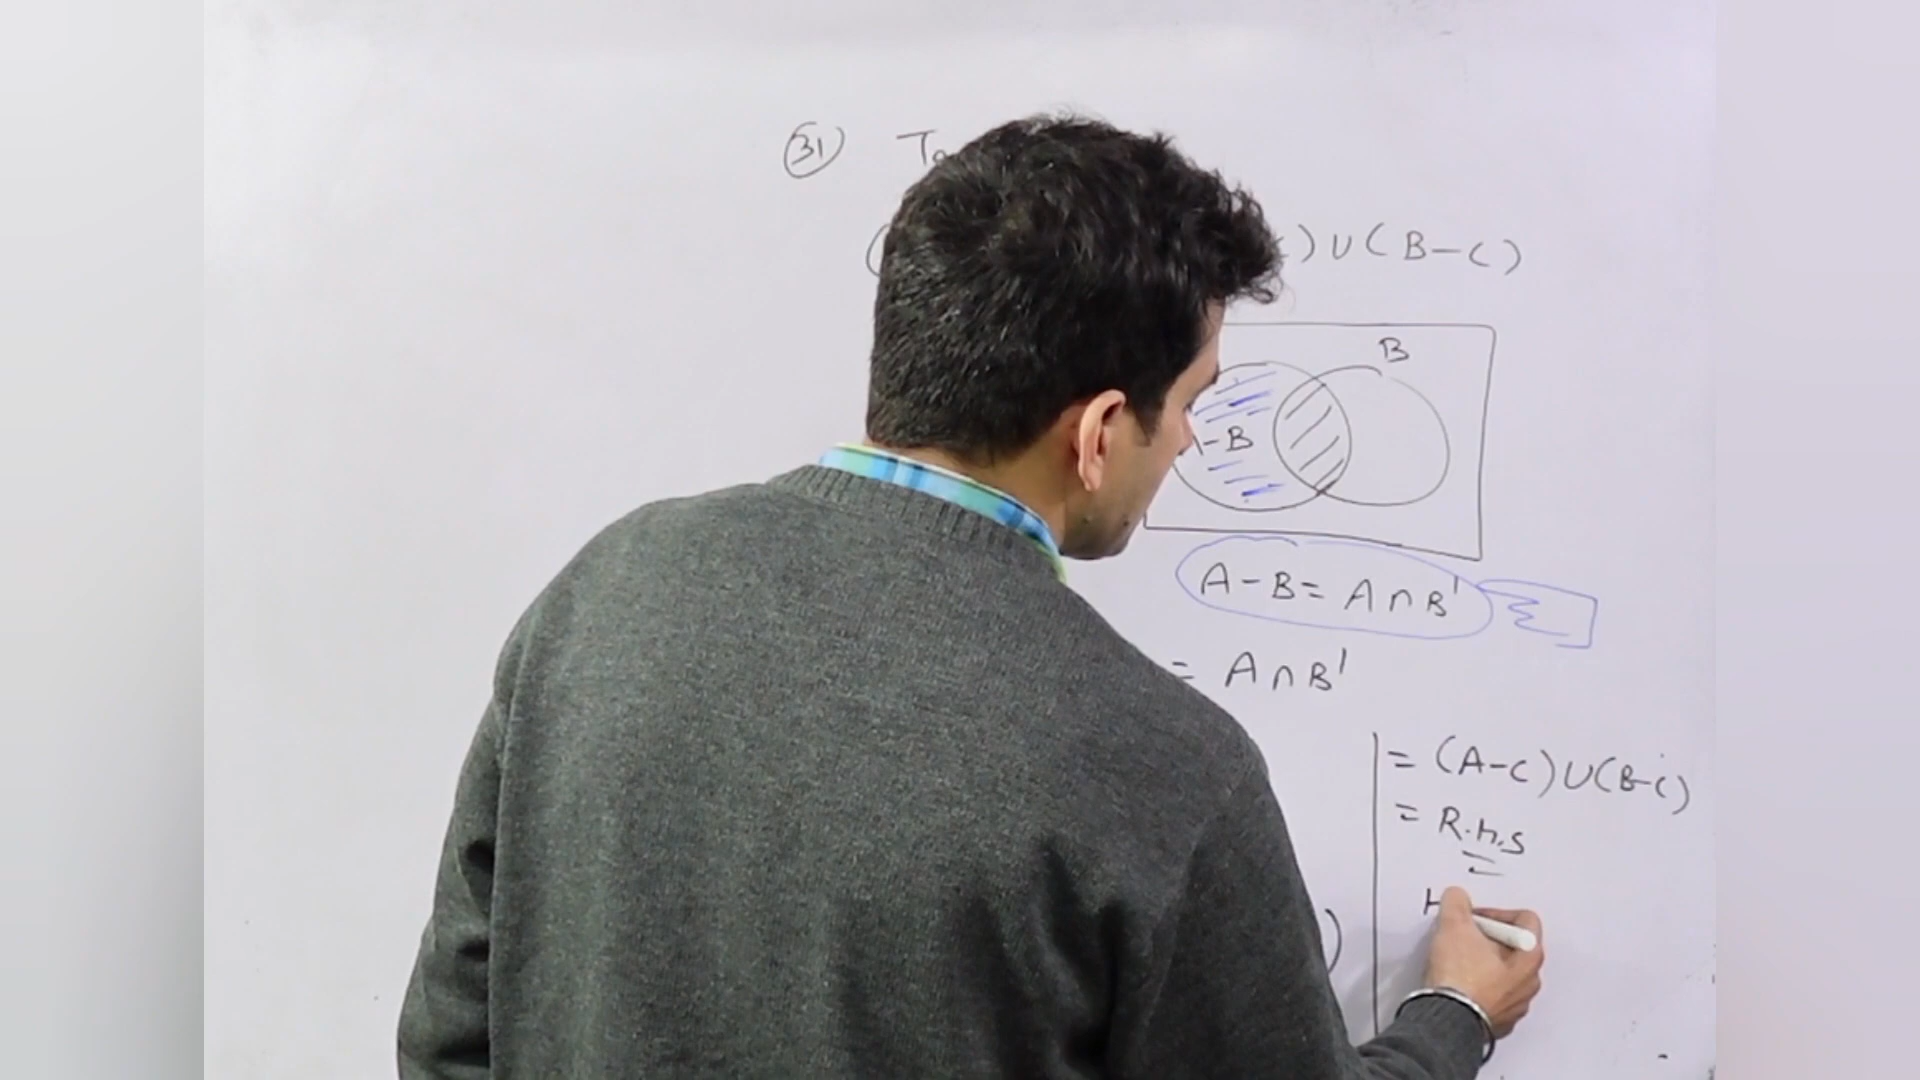 31 To
) ∪ ( B – C )
B
– B
A – B = A ∩ B'
= A ∩ B'
= (A – C) ∪ (B – C)
= R.H.S
H
)